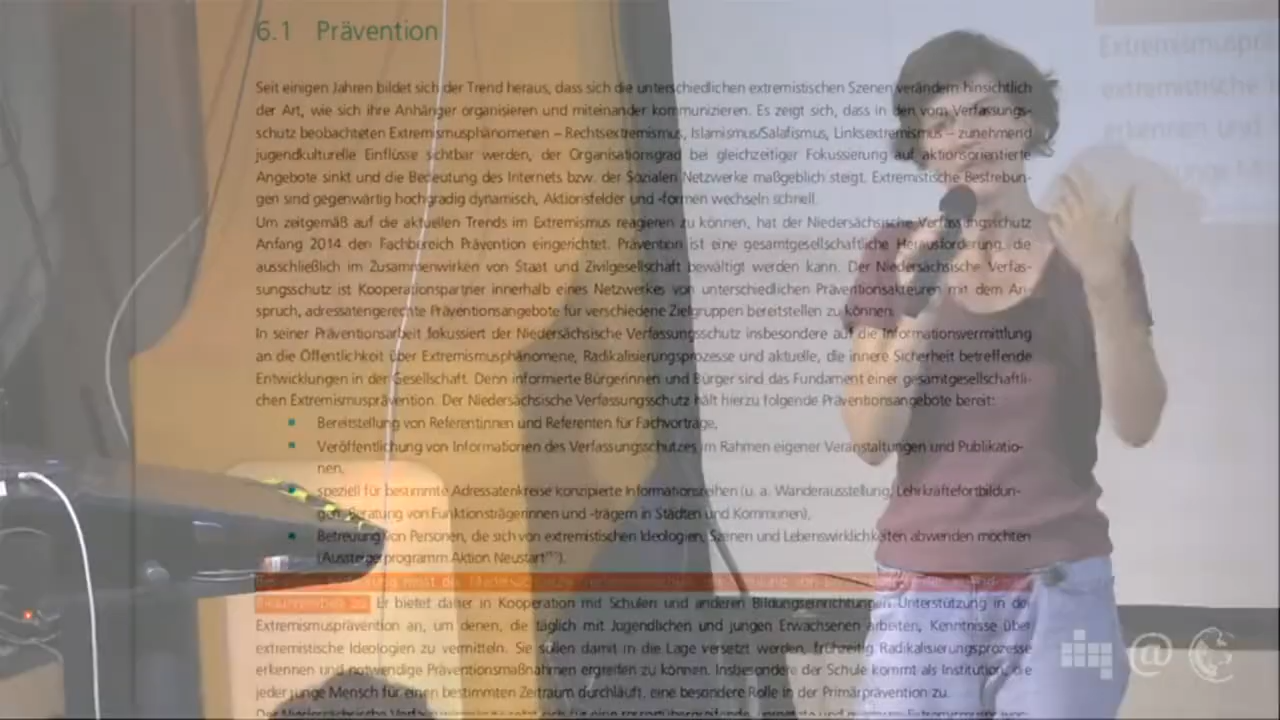 6.1 Prävention
Seit einigen Jahren bildet sich der Trend heraus, dass sich die unterschiedlichen extremistischen Szenen verändern hinsichtlich
der Art, wie sich ihre Anhänger organisieren und miteinander kommunizieren. Es zeigt sich, dass in den vom Verfassungs-
schutz beobachteten Extremismusphänomenen – Rechtsextremismus, Islamismus/Salafismus, Linksextremismus – zunehmend
jugendkulturelle Einflüsse sichtbar werden, der Organisationsgrad bei gleichzeitiger Fokussierung auf aktionsorientierte
Angebote sinkt und die Bedeutung des Internets bzw. der Sozialen Netzwerke maßgeblich steigt. Extremistische Bestrebun-
gen sind gegenwärtig hochgradig dynamisch, Aktionsfelder und -formen wechseln schnell.
Um zeitgemäß auf die aktuellen Trends im Extremismus reagieren zu können, hat der Niedersächsische Verfassungsschutz
Anfang 2014 den Fachbereich Prävention eingerichtet. Prävention ist eine gesamtgesellschaftliche Herausforderung, die
ausschließlich im Zusammenwirken von Staat und Zivilgesellschaft bewältigt werden kann. Der Niedersächsische Verfas-
sungsschutz ist Kooperationspartner innerhalb eines Netzwerkes von unterschiedlichen Präventionsakteuren mit dem An-
spruch, adressatengerechte Präventionsangebote für verschiedene Zielgruppen bereitstellen zu können.
In seiner Präventionsarbeit fokussiert der Niedersächsische Verfassungsschutz insbesondere auf die Informationsvermittlung
an die Öffentlichkeit über Extremismusphänomene, Radikalisierungsprozesse und aktuelle, die innere Sicherheit betreffende
Entwicklungen in der Gesellschaft. Denn informierte Bürgerinnen und Bürger sind das Fundament einer gesamtgesellschaftli-
chen Extremismusprävention. Der Niedersächsische Verfassungsschutz hält hierzu folgende Präventionsangebote bereit:
Bereitstellung von Referentinnen und Referenten für Fachvorträge,
Veröffentlichung von Informationen des Verfassungsschutzes im Rahmen eigener Veranstaltungen und Publikatio-
nen,
speziell für bestimmte Adressatenkreise konzipierte Informationsreihen (u. a. Wanderausstellung, Lehrkräftefortbildun-
gen, Beratung von Funktionsträgerinnen und -trägern in Städten und Kommunen),
Betreuung von Personen, die sich von extremistischen Ideologien, Szenen und Lebenswirklichkeiten abwenden möchten
(Aussteigerprogramm Aktion Neustart
Er bietet daher in Kooperation mit Schulen und anderen Bildungseinrichtungen Unterstützung in der
Extremismusprävention an, um denen, die täglich mit Jugendlichen und jungen Erwachsenen arbeiten, Kenntnisse über
extremistische Ideologien zu vermitteln. Sie sollen damit in die Lage versetzt werden, frühzeitig Radikalisierungsprozesse
erkennen und notwendige Präventionsmaßnahmen ergreifen zu können. Insbesondere der Schule kommt als Institution, die
jeder junge Mensch für einen bestimmten Zeitraum durchläuft, eine besondere Rolle in der Primärprävention zu.
extremistische
erkennen und